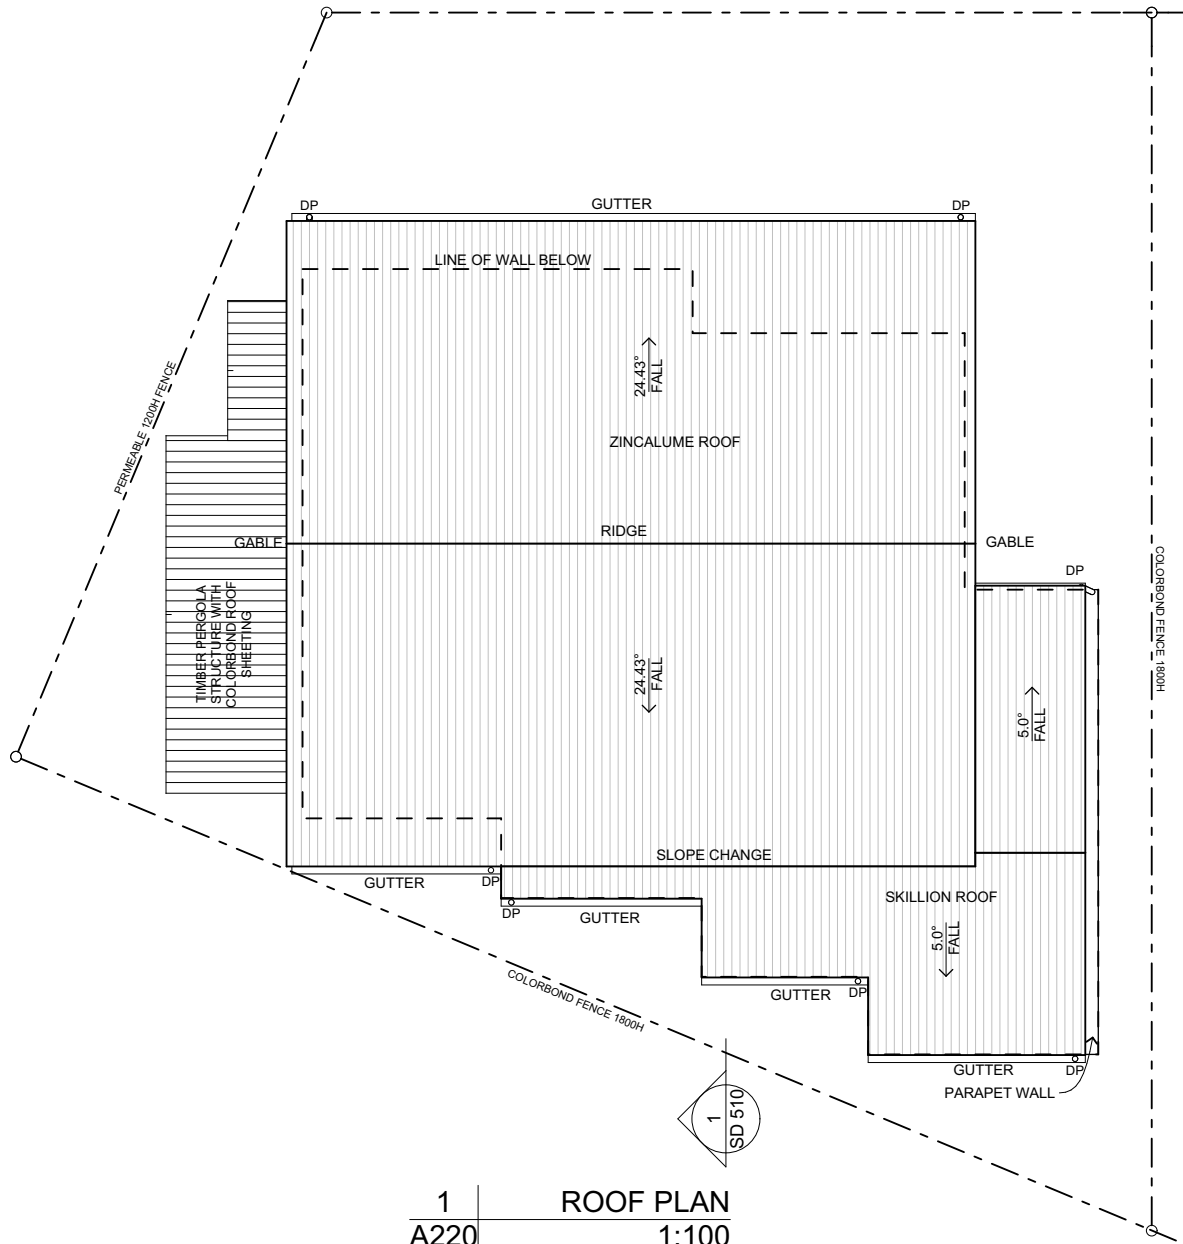 GUTTER
DP
DP
LINE OF WALL BELOW
PERMEABLE 1200H FENCE
24.43°
FALL
ZINCALUME ROOF
RIDGE
GABLE
GABLE
DP
COLORBOND FENCE 1800H
TIMBER PERGOLA
STRUCTURE WITH
COLORBOND ROOF
SHEETING
24.43°
FALL
5.0°
FALL
SLOPE CHANGE
GUTTER
DP
SKILLION ROOF
DP
GUTTER
5.0°
FALL
COLORBOND FENCE 1800H
GUTTER
DP
GUTTER
DP
PARAPET WALL
1
SD 510
1
ROOF PLAN
A220
1:100